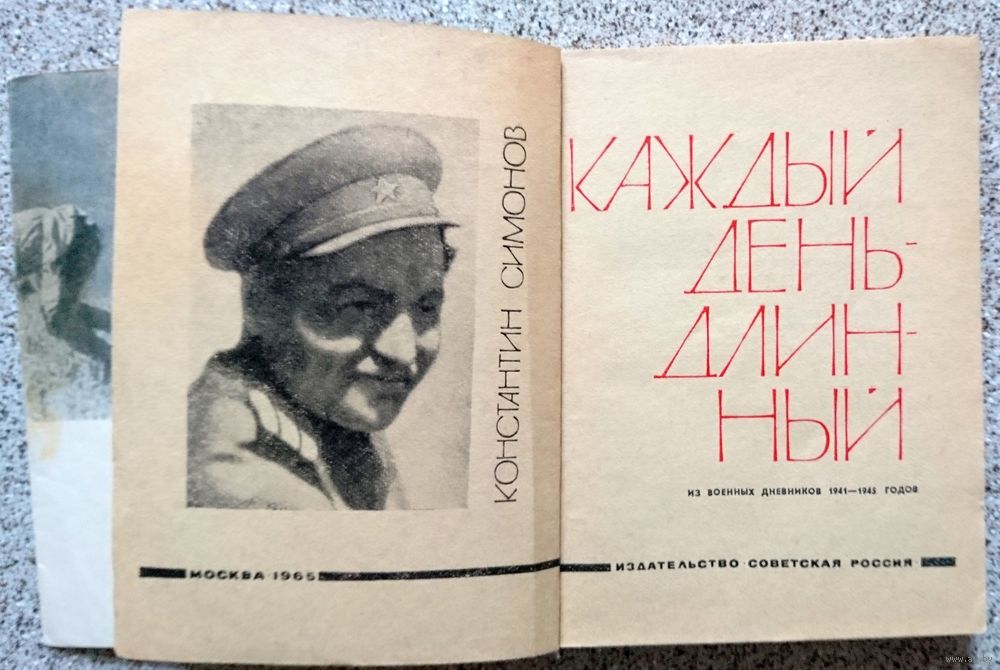 КОНСТАНТИН СИМОНОВ
МОСКВА·1965
КАЖДЫЙ
ДЕНЬ-
ДЛИН-
НЫЙ
ИЗ ВОЕННЫХ ДНЕВНИКОВ 1941—1945 ГОДОВ
ИЗДАТЕЛЬСТВО·СОВЕТСКАЯ РОССИЯ·